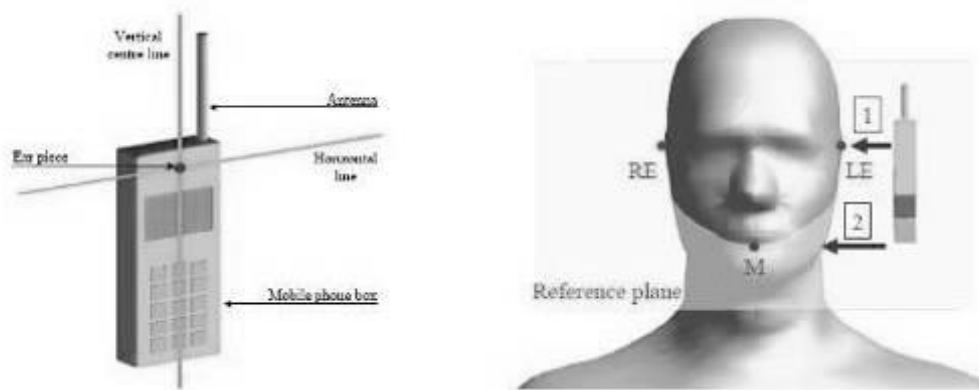 Vertical
centre line
Antenna
Ear piece
Horizontal
line
Mobile phone box
1
RE
LE
2
M
Reference plane